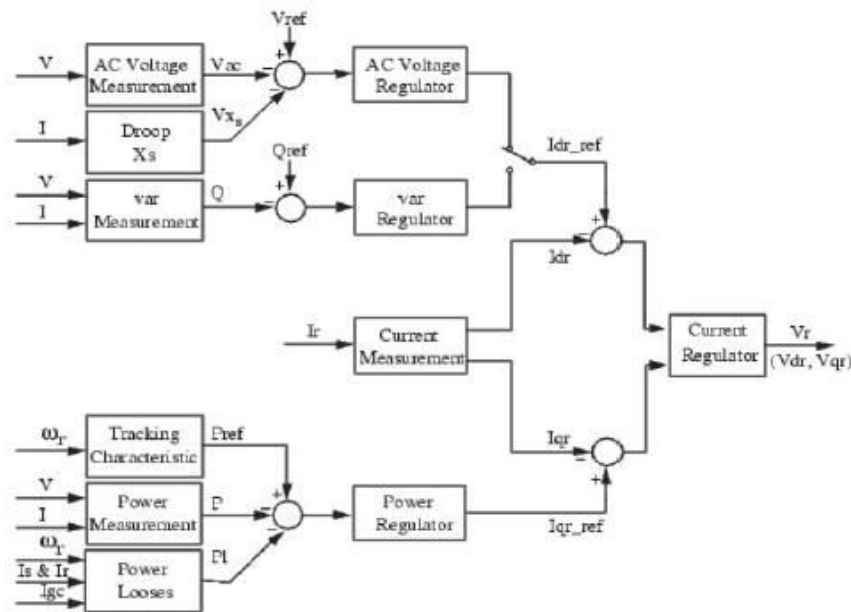 Vref
V
AC Voltage
Measurement
Vac
+
−
−
AC Voltage
Regulator
I
Droop
Xs
Vxs
Qref
Idr_ref
V
I
var
Measurement
Q
+
−
var
Regulator
+
−
Idr
Ir
Current
Measurement
Current
Regulator
Vr
(Vdr, Vqr)
ωr
Tracking
Characteristic
Pref
Iqr
−
+
V
I
Power
Measurement
P
+
−
−
Power
Regulator
Iqr_ref
ωr
Is & Ir
Igc
Power
Looses
Pl